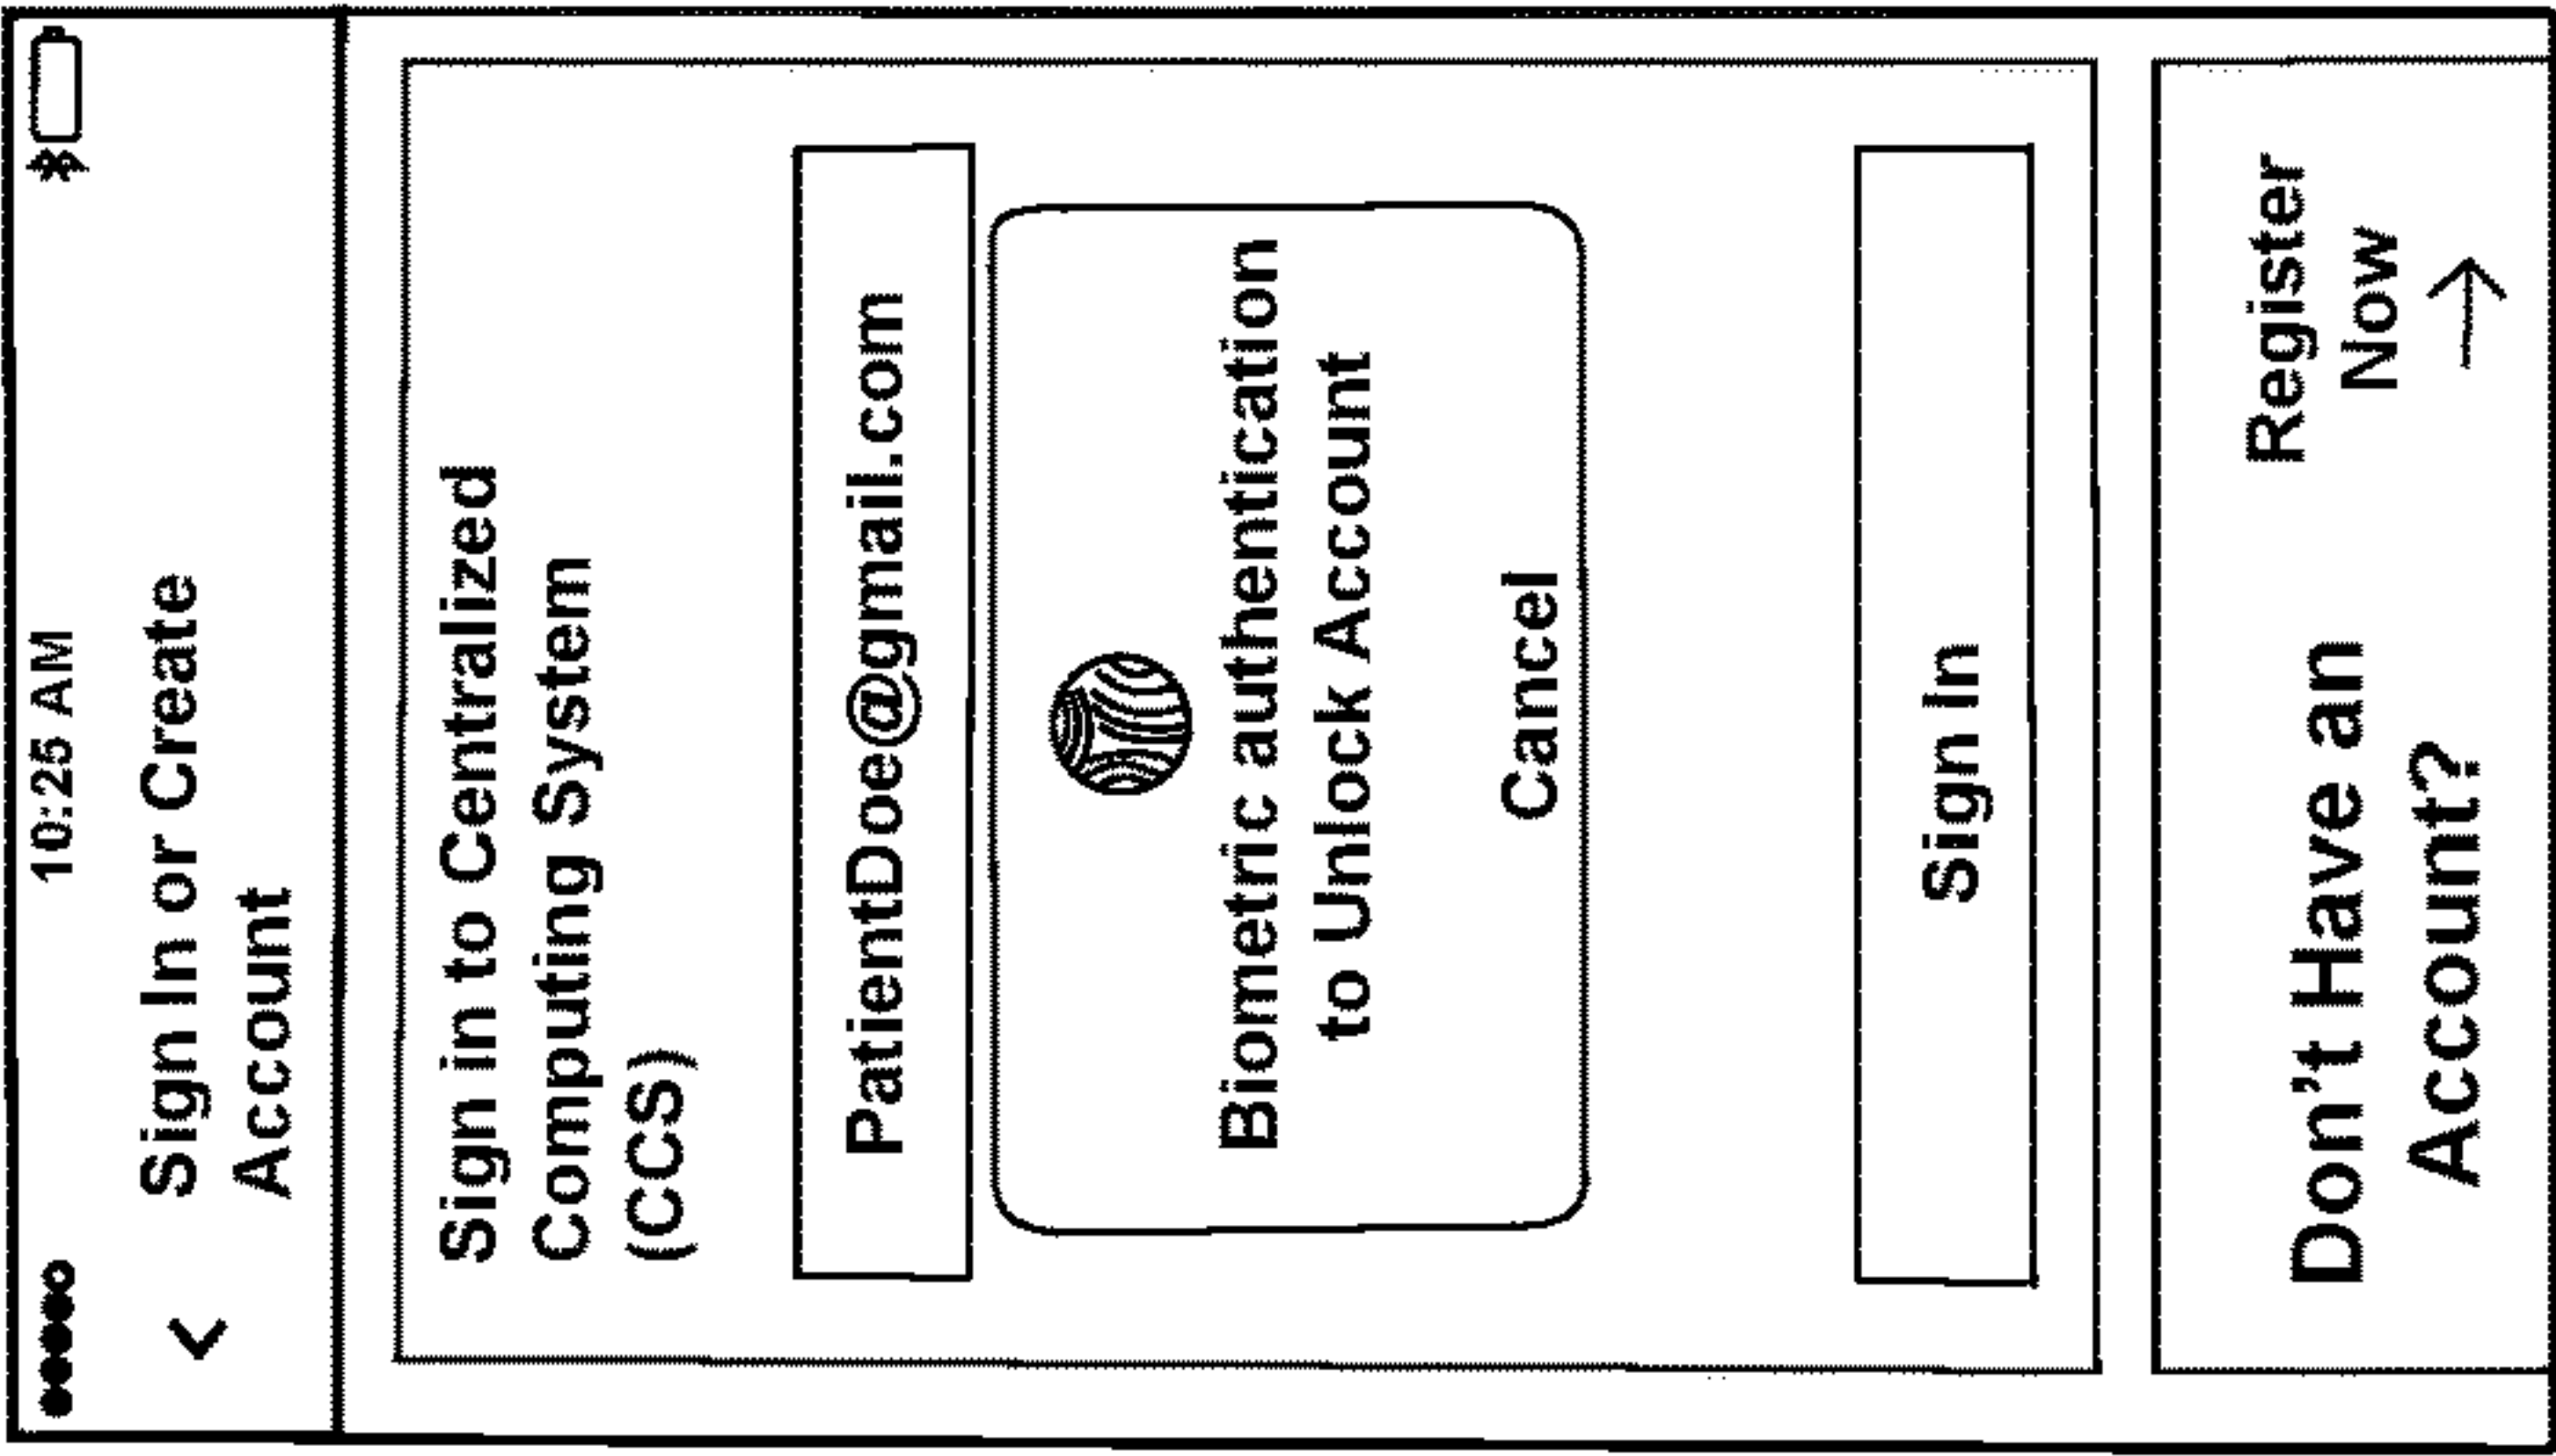 10:25 AM
Sign In or Create
Account
Sign in to Centralized
Computing System
(CCS)
PatientDoe@gmail.com
Biometric authentication
to Unlock Account
Cancel
Sign In
Don't Have an
Account?
Register
Now